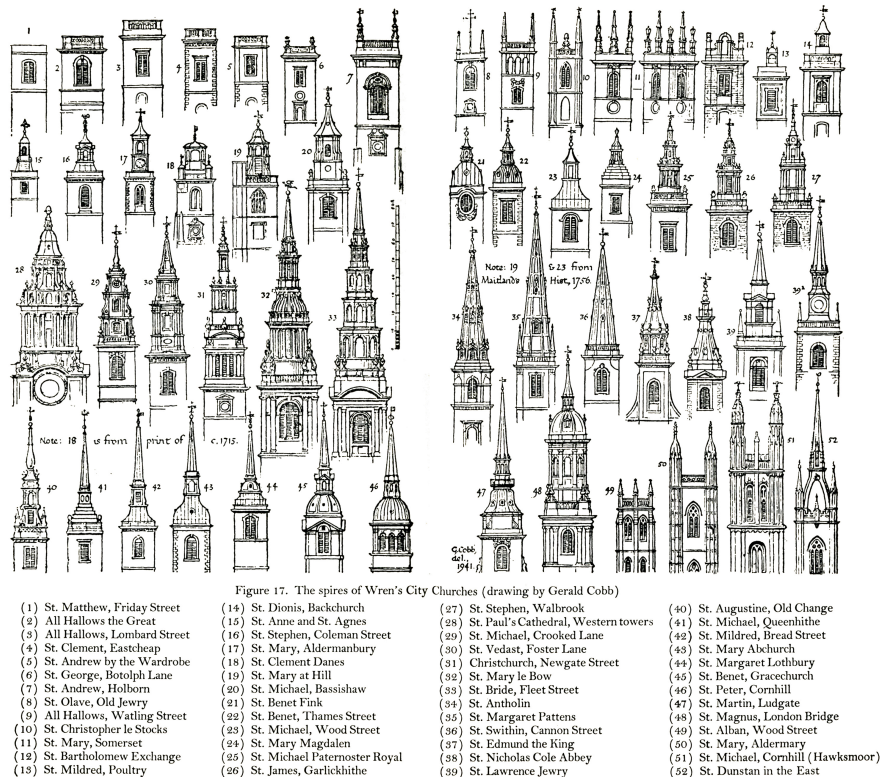 1
2
3
4
5
6
7
8
9
10
11
12
13
14
15
16
17
18
19
20
21
22
23
24
25
26
27
Note: 19 & 23 from
Maitlands Hist, 1756.
28
29
30
31
32
33
34
35
36
37
38
39
39a
Note: 18 is from print of c. 1715.
40
41
42
43
44
45
46
47
48
49
50
51
52
G.Cobb,
del.,
1941.
Figure 17. The spires of Wren's City Churches (drawing by Gerald Cobb)
(1) St. Matthew, Friday Street
(2) All Hallows the Great
(3) All Hallows, Lombard Street
(4) St. Clement, Eastcheap
(5) St. Andrew by the Wardrobe
(6) St. George, Botolph Lane
(7) St. Andrew, Holborn
(8) St. Olave, Old Jewry
(9) All Hallows, Watling Street
(10) St. Christopher le Stocks
(11) St. Mary, Somerset
(12) St. Bartholomew Exchange
(13) St. Mildred, Poultry
(14) St. Dionis, Backchurch
(15) St. Anne and St. Agnes
(16) St. Stephen, Coleman Street
(17) St. Mary, Aldermanbury
(18) St. Clement Danes
(19) St. Mary at Hill
(20) St. Michael, Bassishaw
(21) St. Benet Fink
(22) St. Benet, Thames Street
(23) St. Michael, Wood Street
(24) St. Mary Magdalen
(25) St. Michael Paternoster Royal
(26) St. James, Garlickhithe
(27) St. Stephen, Walbrook
(28) St. Paul's Cathedral, Western towers
(29) St. Michael, Crooked Lane
(30) St. Vedast, Foster Lane
(31) Christchurch, Newgate Street
(32) St. Mary le Bow
(33) St. Bride, Fleet Street
(34) St. Antholin
(35) St. Margaret Pattens
(36) St. Swithin, Cannon Street
(37) St. Edmund the King
(38) St. Nicholas Cole Abbey
(39) St. Lawrence Jewry
(40) St. Augustine, Old Change
(41) St. Michael, Queenhithe
(42) St. Mildred, Bread Street
(43) St. Mary Abchurch
(44) St. Margaret Lothbury
(45) St. Benet, Gracechurch
(46) St. Peter, Cornhill
(47) St. Martin, Ludgate
(48) St. Magnus, London Bridge
(49) St. Alban, Wood Street
(50) St. Mary, Aldermary
(51) St. Michael, Cornhill (Hawksmoor)
(52) St. Dunstan in the East